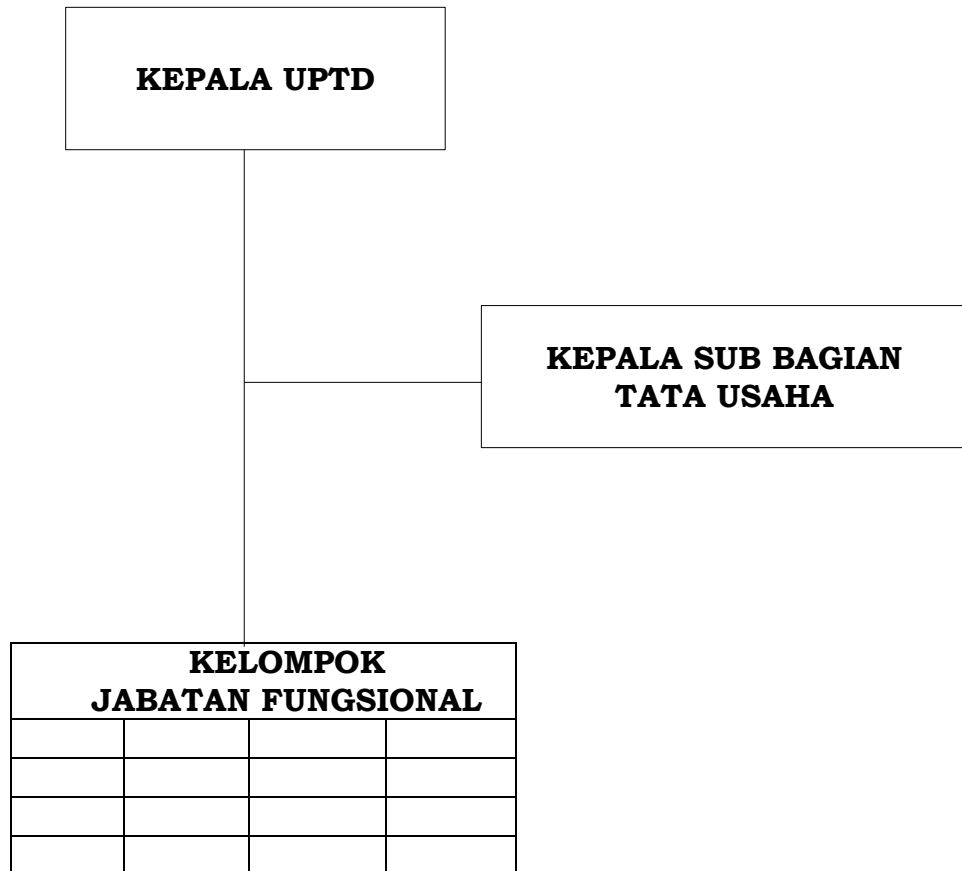 KEPALA UPTD
KEPALA SUB BAGIAN
TATA USAHA
KELOMPOK
JABATAN FUNGSIONAL